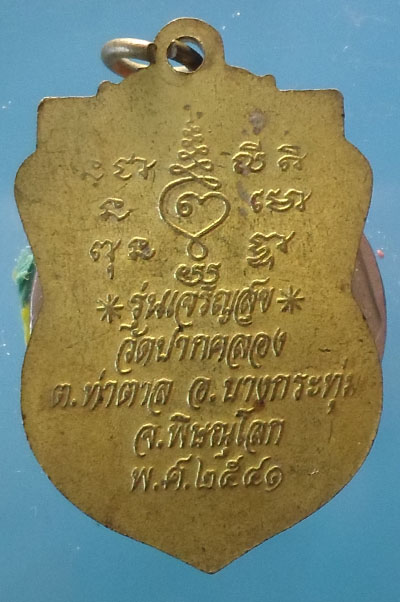 *รุ่นเจริญสุข*
วัดปากคลอง
ต.ท่าตาล อ.บางกระทุ่ม
จ.พิษณุโลก
พ.ศ.๒๕๔๑